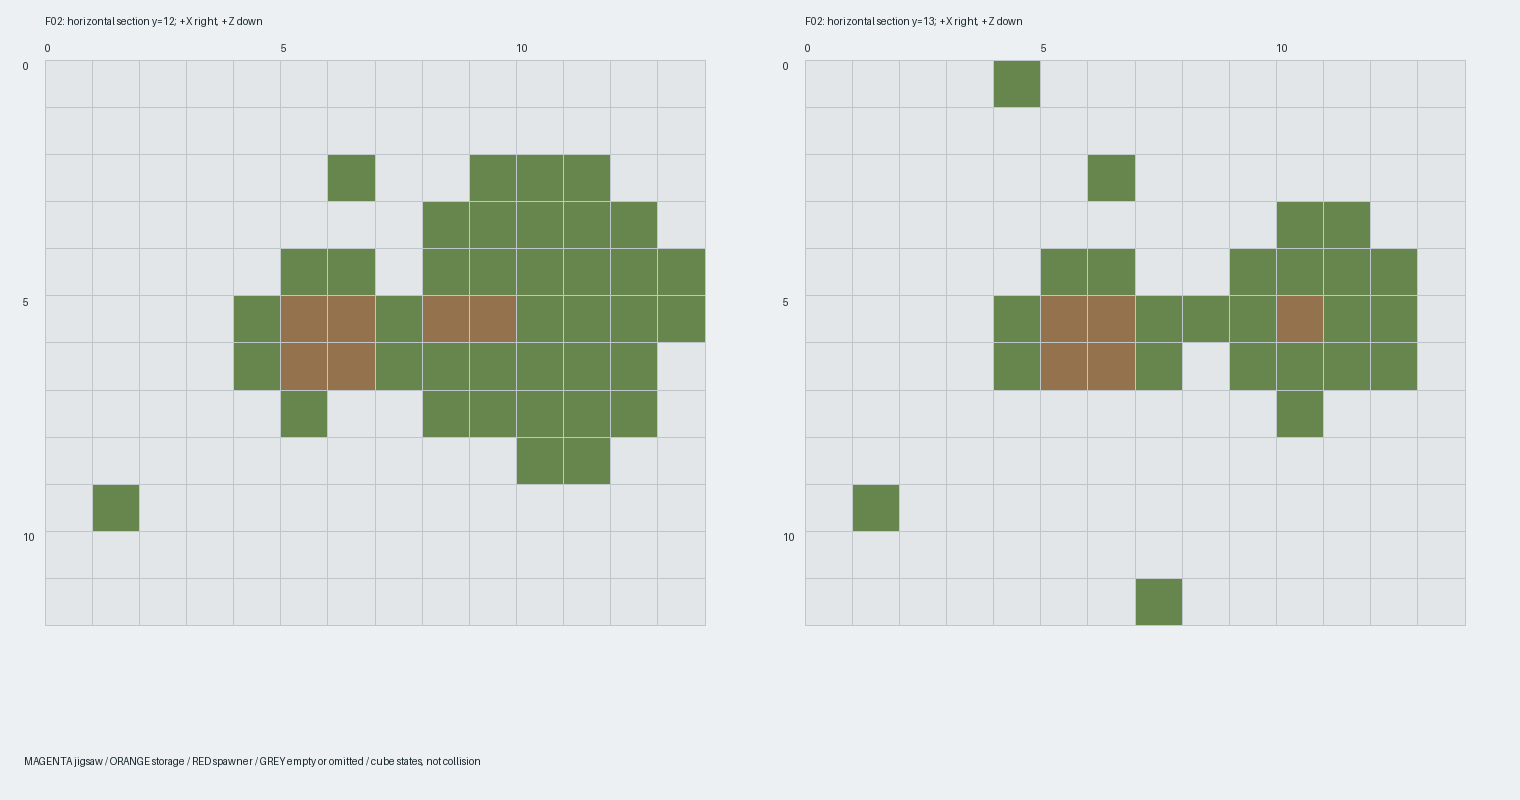 F02: horizontal section y=12; +X right, +Z down
F02: horizontal section y=13; +X right, +Z down
0 5 10
0 5 10
0
0
5
5
10
10
MAGENTA jigsaw / ORANGE storage / RED spawner / GREY empty or omitted / cube states, not collision